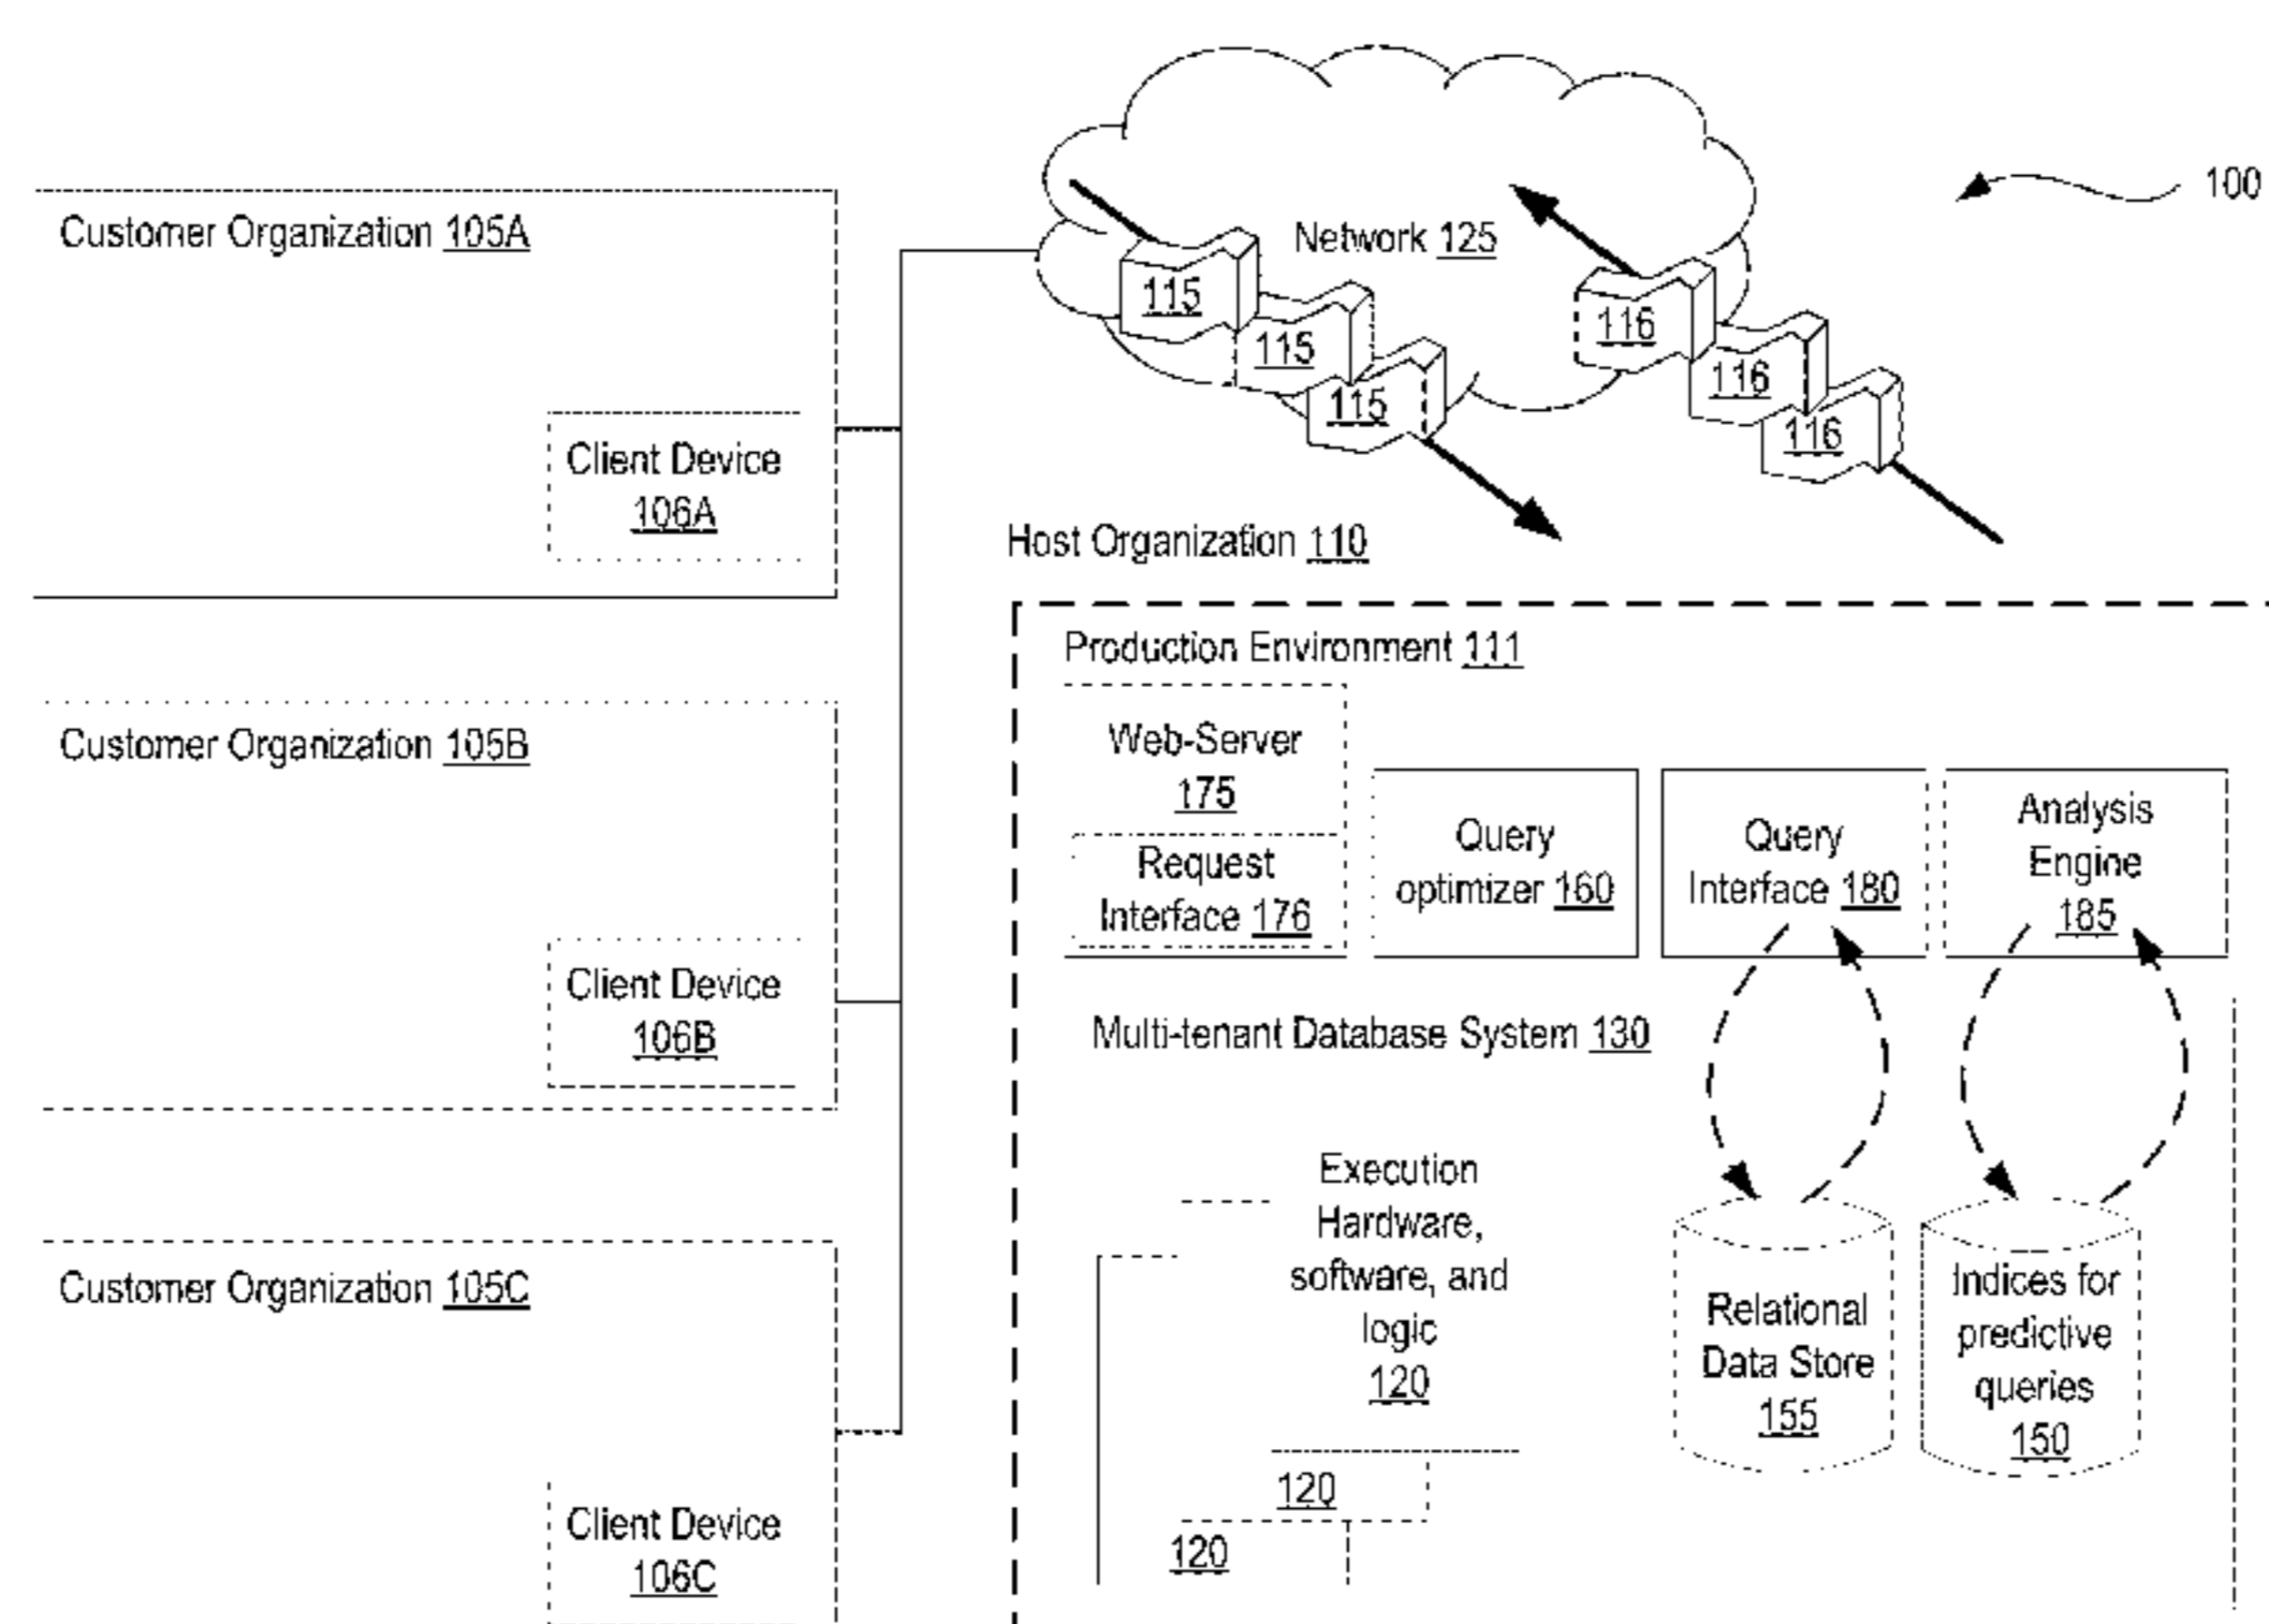 100
Network 125
115
115
115
116
116
116
Customer Organization 105A
Client Device
106A
Customer Organization 105B
Client Device
106B
Customer Organization 105C
Client Device
106C
Host Organization 110
Production Environment 111
Web-Server
175
Request
Interface 176
Query
optimizer 160
Query
Interface 180
Analysis
Engine
185
Multi-tenant Database System 130
Execution
Hardware,
software, and
logic
120
120
120
Relational
Data Store
155
Indices for
predictive
queries
150